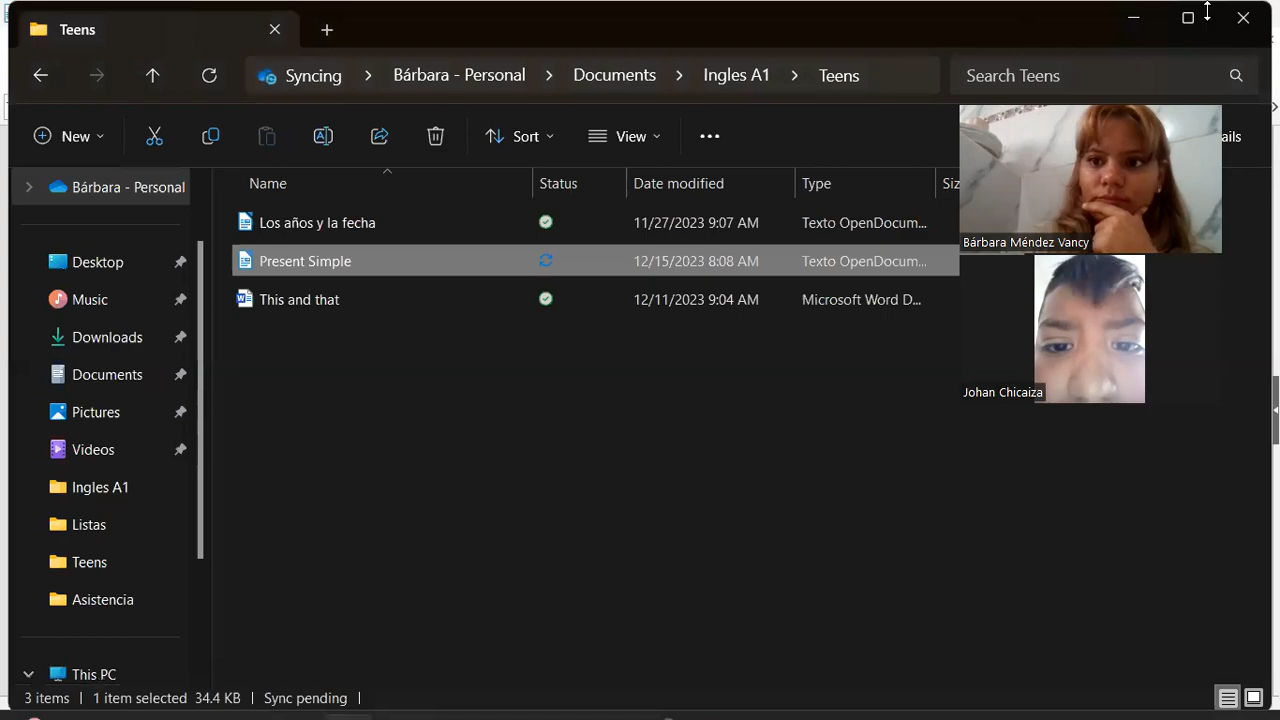 Teens
Syncing Bárbara - Personal Documents Ingles A1 Teens
Search Teens
New Sort View
Name Status Date modified Type
Los años y la fecha 11/27/2023 9:07 AM Texto OpenDocum...
Present Simple 12/15/2023 8:08 AM Texto OpenDocum...
This and that 12/11/2023 9:04 AM Microsoft Word D...
Bárbara - Personal
Desktop
Music
Downloads
Documents
Pictures
Videos
Ingles A1
Listas
Teens
Asistencia
This PC
Bárbara Méndez Vancy
Johan Chicaiza
3 items 1 item selected 34.4 KB Sync pending